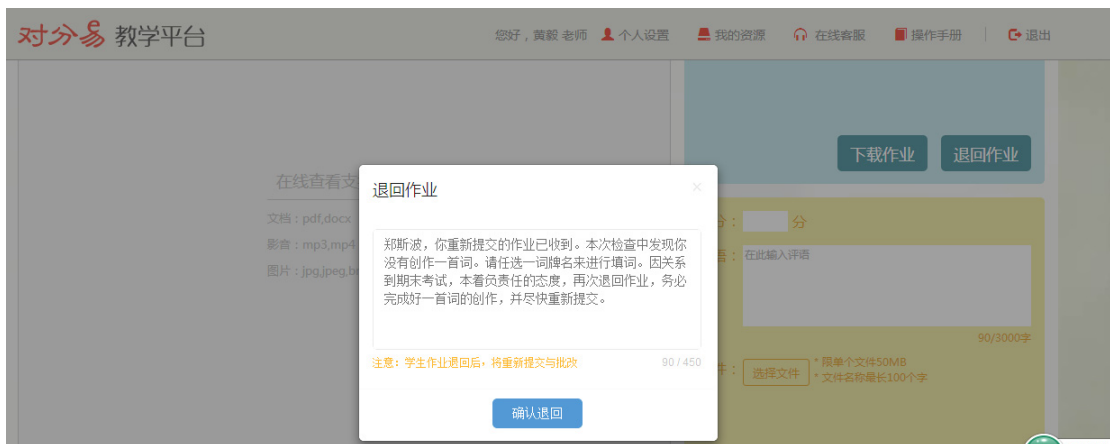 对分易 教学平台
您好，黄毅 老师 个人设置 我的资源 在线客服 操作手册 退出
下载作业 退回作业
在线查看支
文档：pdf,docx
影音：mp3,mp4
图片：jpg,jpeg,b
退回作业 ×
郑斯波，你重新提交的作业已收到。本次检查中发现你
没有创作一首词。请任选一词牌名来进行填词。因关系
到期末考试，本着负责任的态度，再次退回作业，务必
完成好一首词的创作，并尽快重新提交。
注意：学生作业退回后，将重新提交与批改 90 / 450
确认退回
分： 分
语： 在此输入评语
90/3000字
件： 选择文件 * 限单个文件50MB
* 文件名称最长100个字